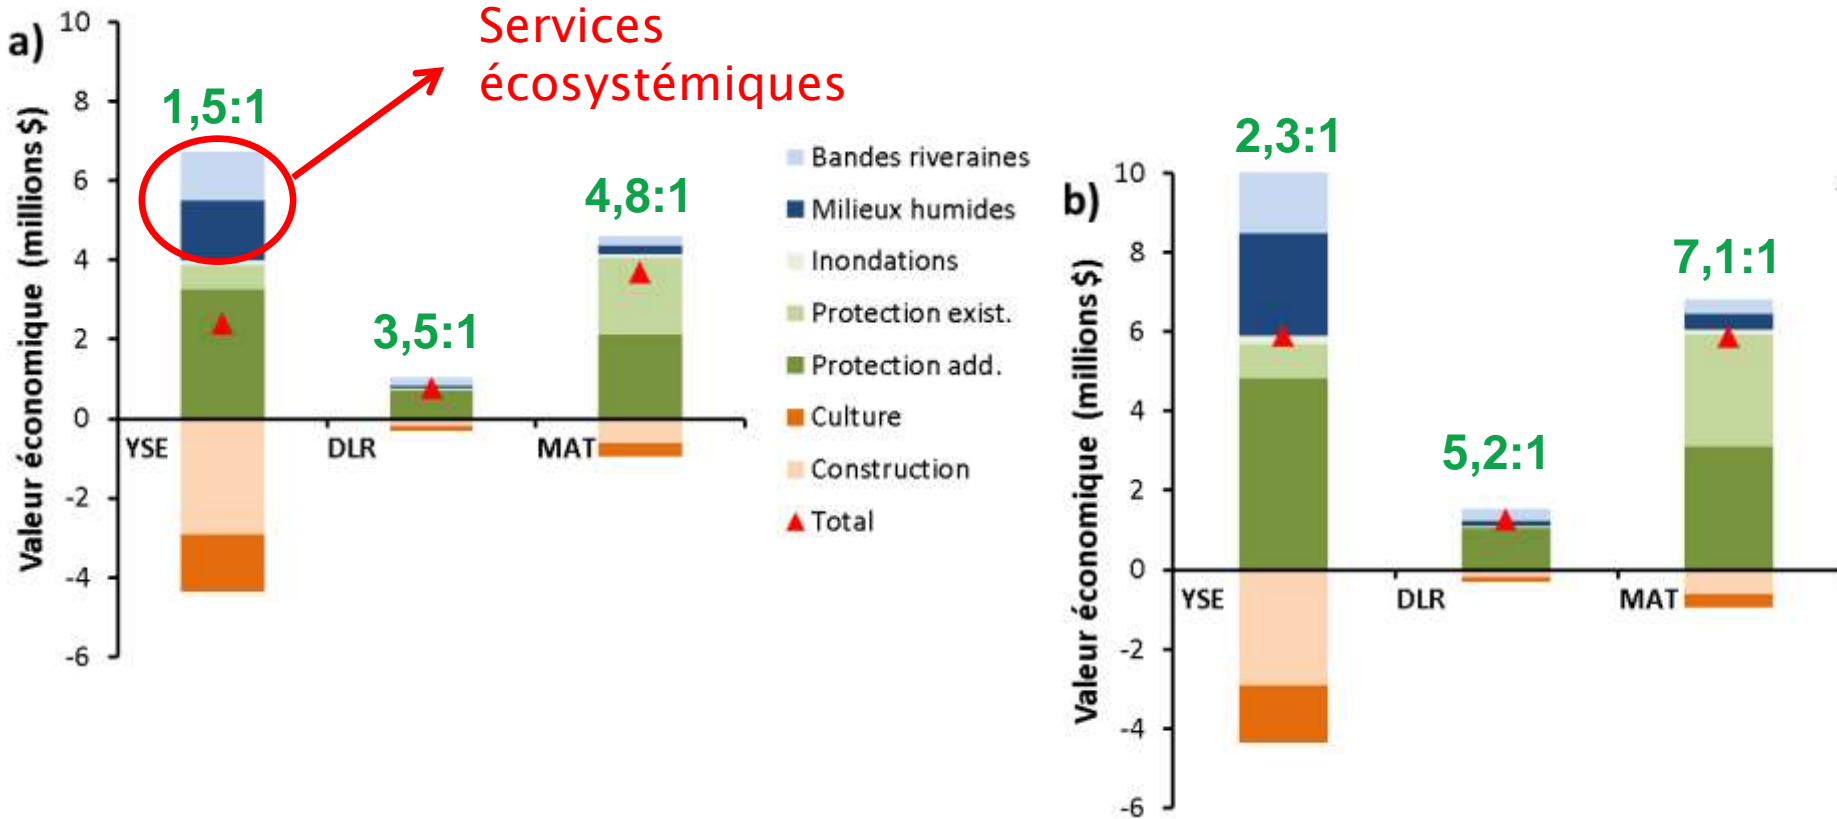 a)
Valeur économique (millions $)
10
8
6
4
2
0
-2
-4
-6
1,5:1
3,5:1
4,8:1
YSE
DLR
MAT
Services
écosystémiques
Bandes riveraines
Milieux humides
Inondations
Protection exist.
Protection add.
Culture
Construction
Total
b)
Valeur économique (millions $)
10
8
6
4
2
0
-2
-4
-6
2,3:1
5,2:1
7,1:1
YSE
DLR
MAT